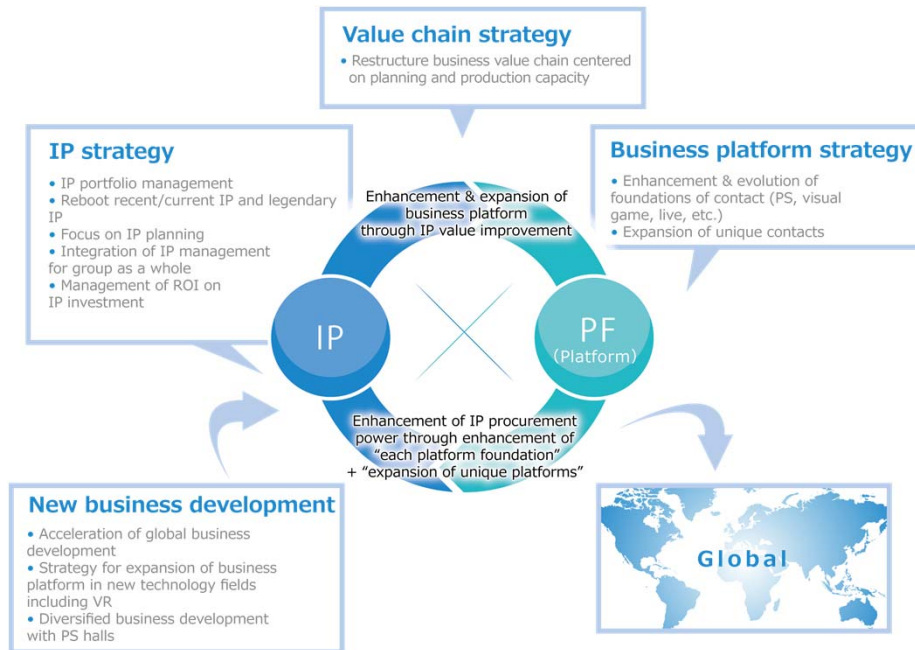 Value chain strategy
• Restructure business value chain centered
on planning and production capacity
IP strategy
• IP portfolio management
• Reboot recent/current IP and legendary
IP
• Focus on IP planning
• Integration of IP management
for group as a whole
• Management of ROI on
IP investment
Business platform strategy
• Enhancement & evolution of
foundations of contact (PS, visual
game, live, etc.)
• Expansion of unique contacts
Enhancement & expansion of
business platform
through IP value improvement
IP
PF
(Platform)
Enhancement of IP procurement
power through enhancement of
“each platform foundation”
+ “expansion of unique platforms”
New business development
• Acceleration of global business
development
• Strategy for expansion of business
platform in new technology fields
including VR
• Diversified business development
with PS halls
Global